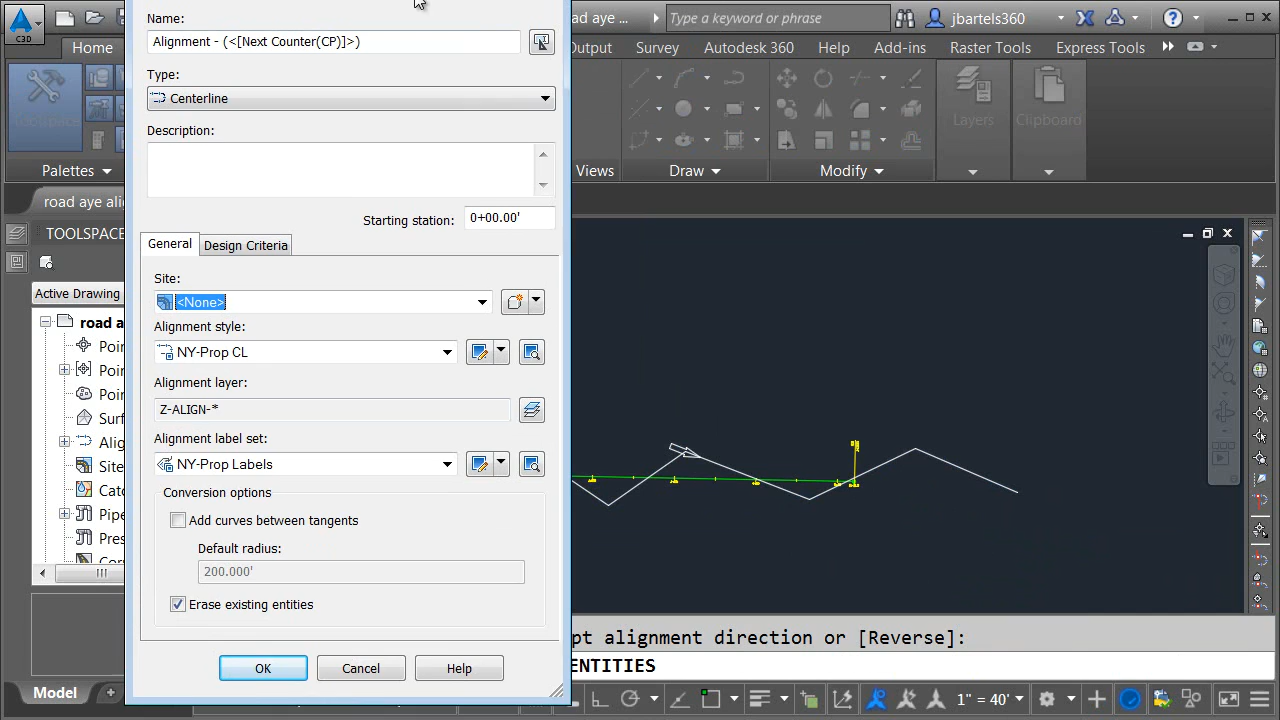 Name:
Alignment - (<[Next Counter(CP)]>)
Type:
Centerline
Description:
Starting station:
0+00.00'
General
Design Criteria
Site:
<None>
Alignment style:
NY-Prop CL
Alignment layer:
Z-ALIGN-*
Alignment label set:
NY-Prop Labels
Conversion options
Add curves between tangents
Default radius:
200.000'
Erase existing entities
OK
Cancel
Help
C3D
Home
Toolspace
Palettes
road aye ali
TOOLSPACE
Active Drawing
road a
Poin
Poin
Poin
Surf
Alig
Site
Catc
Pipe
Pres
Corr
Model
ad aye ...
Type a keyword or phrase
jbartels360
Output
Survey
Autodesk 360
Help
Add-ins
Raster Tools
Express Tools
Layers
Clipboard
Views
Draw
Modify
pt alignment direction or [Reverse]:
ENTITIES
1" = 40'